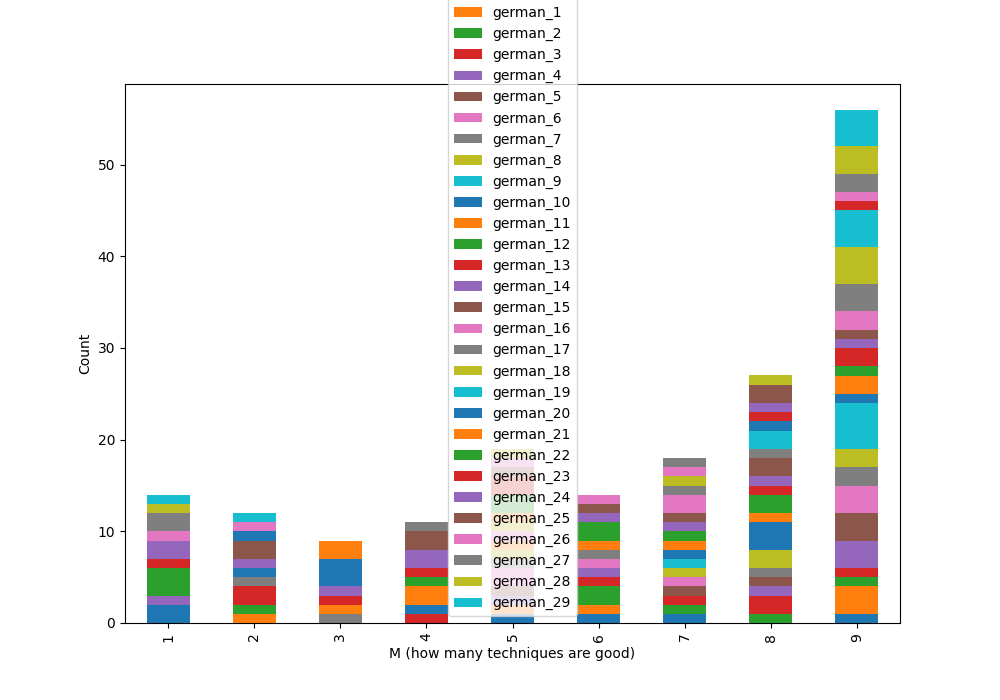 german_1
german_2
german_3
german_4
german_5
german_6
german_7
german_8
german_9
german_10
german_11
german_12
german_13
german_14
german_15
german_16
german_17
german_18
german_19
german_20
german_21
german_22
german_23
german_24
german_25
german_26
german_27
german_28
german_29
50
40
30
20
10
0
Count
1 2 3 4 5 6 7 8 9
M (how many techniques are good)